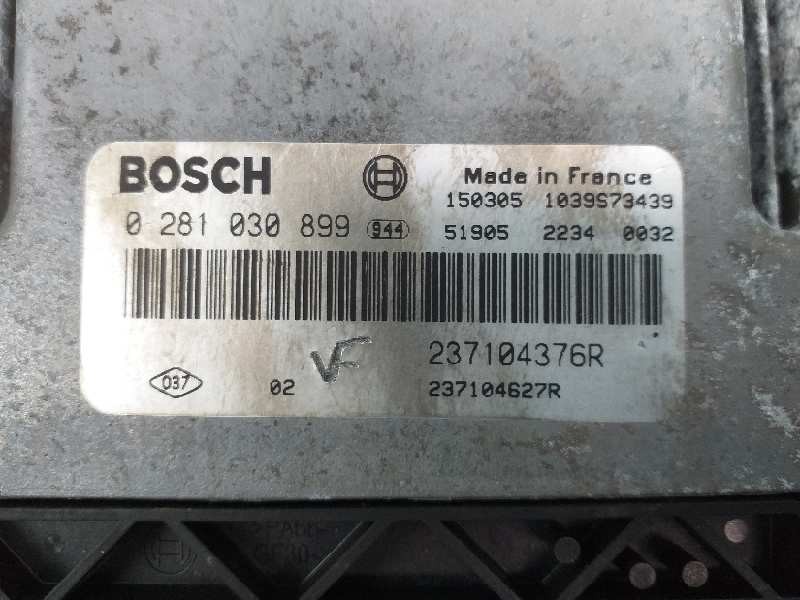 BOSCH Made in France
150305 1039S73439
0 281 030 899 944 51905 2234 0032
VF 237104376R
037 02 237104627R